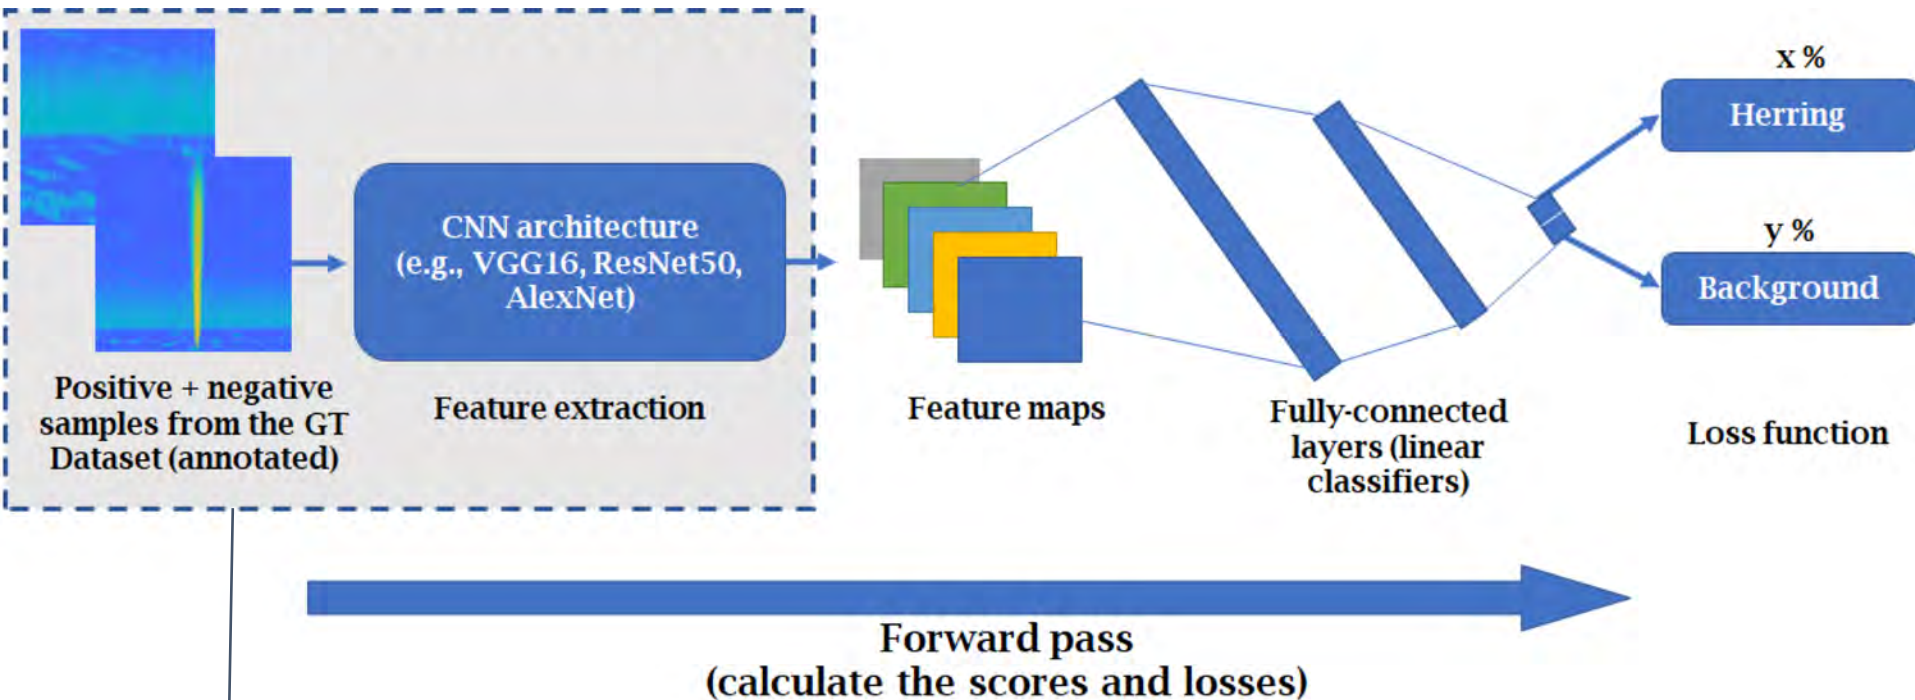 Positive + negative
samples from the GT
Dataset (annotated)
CNN architecture
(e.g., VGG16, ResNet50,
AlexNet)
Feature extraction
Feature maps
Fully-connected
layers (linear
classifiers)
x %
Herring
y %
Background
Loss function
Forward pass
(calculate the scores and losses)